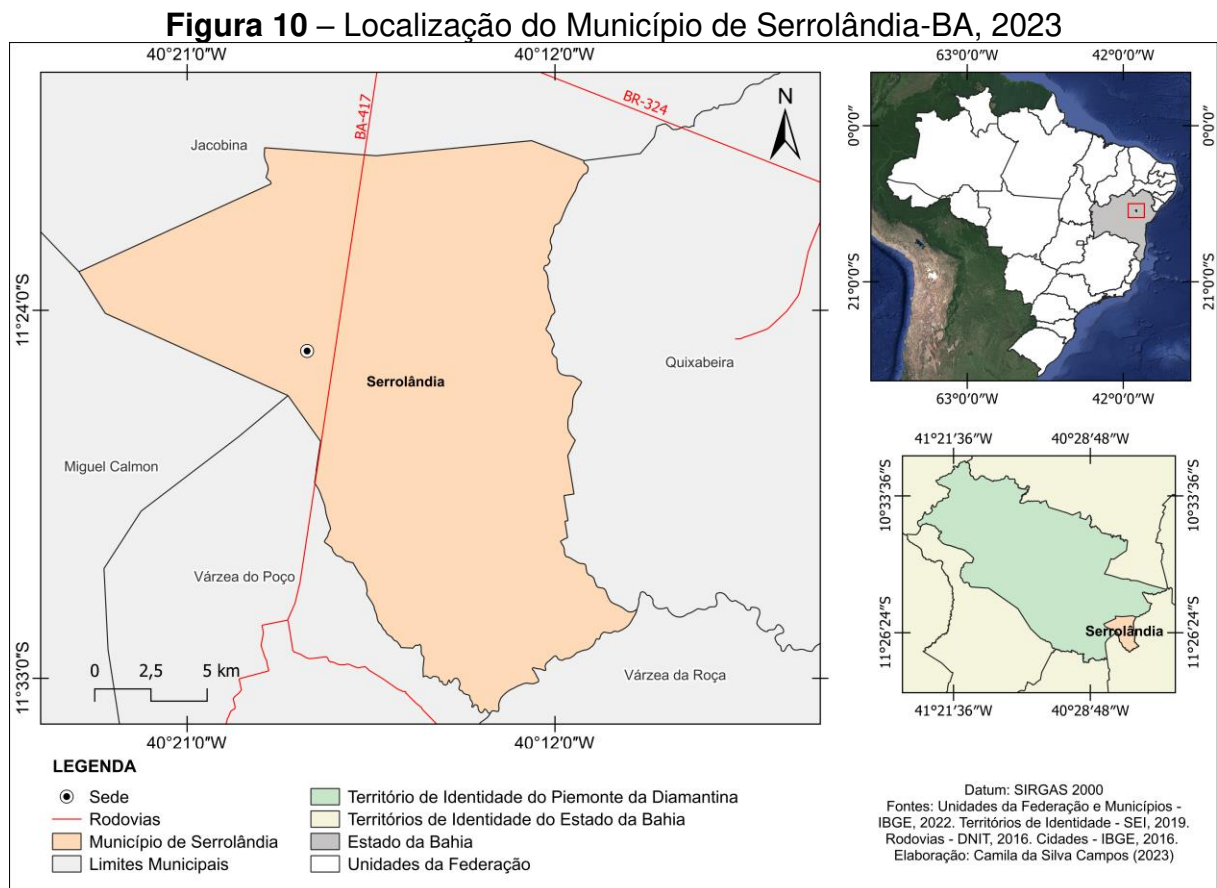 Figura 10 – Localização do Município de Serrolândia-BA, 2023
40°21′0″W
40°12′0″W
11°24′0″S
11°33′0″S
BA-417
BR-324
N
Jacobina
Quixabeira
Serrolândia
Miguel Calmon
Várzea do Poço
Várzea da Roça
0 2,5 5 km
40°21′0″W
40°12′0″W
63°0′0″W
42°0′0″W
0°0′0″
0°0′0″
21°0′0″S
21°0′0″S
63°0′0″W
42°0′0″W
41°21′36″W
40°28′48″W
10°33′36″S
10°33′36″S
11°26′24″S
11°26′24″S
Serrolândia
41°21′36″W
40°28′48″W
LEGENDA
Sede
Rodovias
Município de Serrolândia
Limites Municipais
Território de Identidade do Piemonte da Diamantina
Territórios de Identidade do Estado da Bahia
Estado da Bahia
Unidades da Federação
Datum: SIRGAS 2000
Fontes: Unidades da Federação e Municípios -
IBGE, 2022. Territórios de Identidade - SEI, 2019.
Rodovias - DNIT, 2016. Cidades - IBGE, 2016.
Elaboração: Camila da Silva Campos (2023)